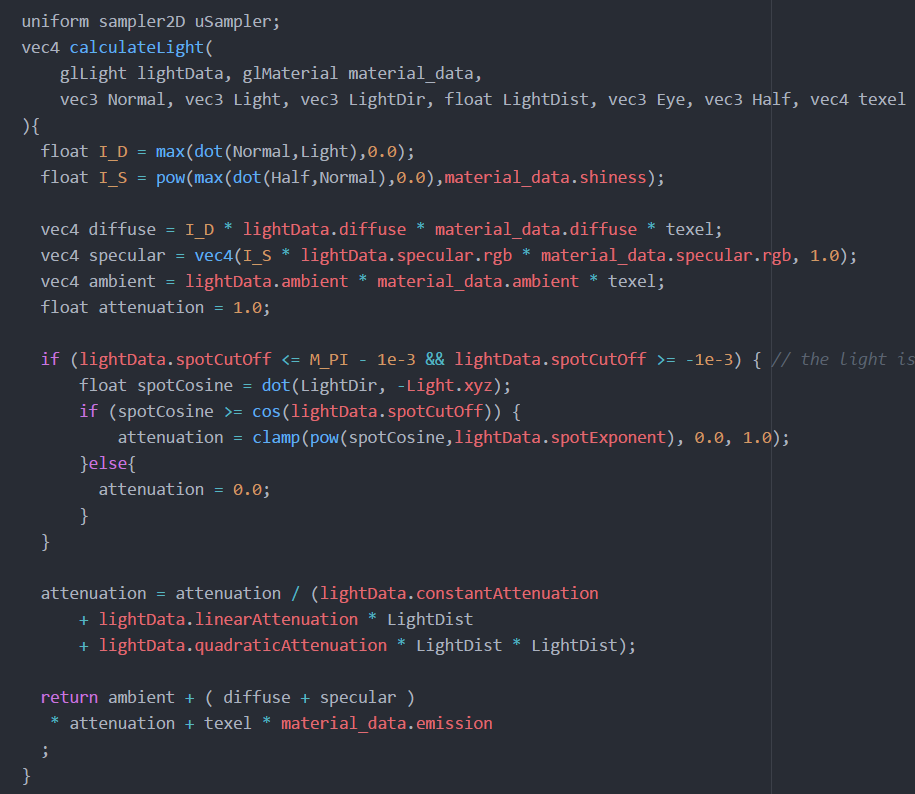 uniform sampler2D uSampler;
vec4 calculateLight(
    glLight lightData, glMaterial material_data,
    vec3 Normal, vec3 Light, vec3 LightDir, float LightDist, vec3 Eye, vec3 Half, vec4 texel
){
  float I_D = max(dot(Normal,Light),0.0);
  float I_S = pow(max(dot(Half,Normal),0.0),material_data.shiness);

  vec4 diffuse = I_D * lightData.diffuse * material_data.diffuse * texel;
  vec4 specular = vec4(I_S * lightData.specular.rgb * material_data.specular.rgb, 1.0);
  vec4 ambient = lightData.ambient * material_data.ambient * texel;
  float attenuation = 1.0;

  if (lightData.spotCutOff <= M_PI - 1e-3 && lightData.spotCutOff >= -1e-3) { // the light is
      float spotCosine = dot(LightDir, -Light.xyz);
      if (spotCosine >= cos(lightData.spotCutOff)) {
          attenuation = clamp(pow(spotCosine,lightData.spotExponent), 0.0, 1.0);
      }else{
        attenuation = 0.0;
      }
  }

  attenuation = attenuation / (lightData.constantAttenuation
      + lightData.linearAttenuation * LightDist
      + lightData.quadraticAttenuation * LightDist * LightDist);

  return ambient + ( diffuse + specular )
   * attenuation + texel * material_data.emission
  ;
}